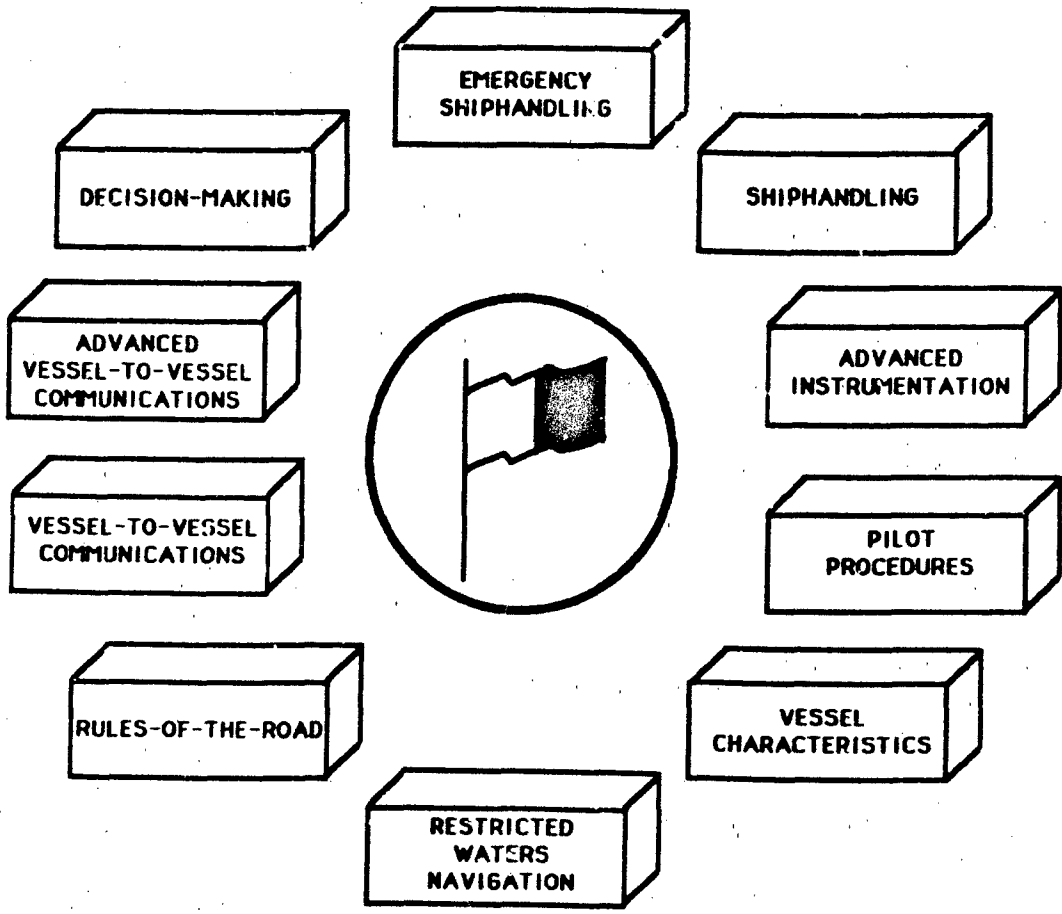 EMERGENCY
SHIPHANDLING
DECISION-MAKING
SHIPHANDLING
ADVANCED
VESSEL-TO-VESSEL
COMMUNICATIONS
ADVANCED
INSTRUMENTATION
VESSEL-TO-VESSEL
COMMUNICATIONS
PILOT
PROCEDURES
RULES-OF-THE-ROAD
VESSEL
CHARACTERISTICS
RESTRICTED
WATERS
NAVIGATION